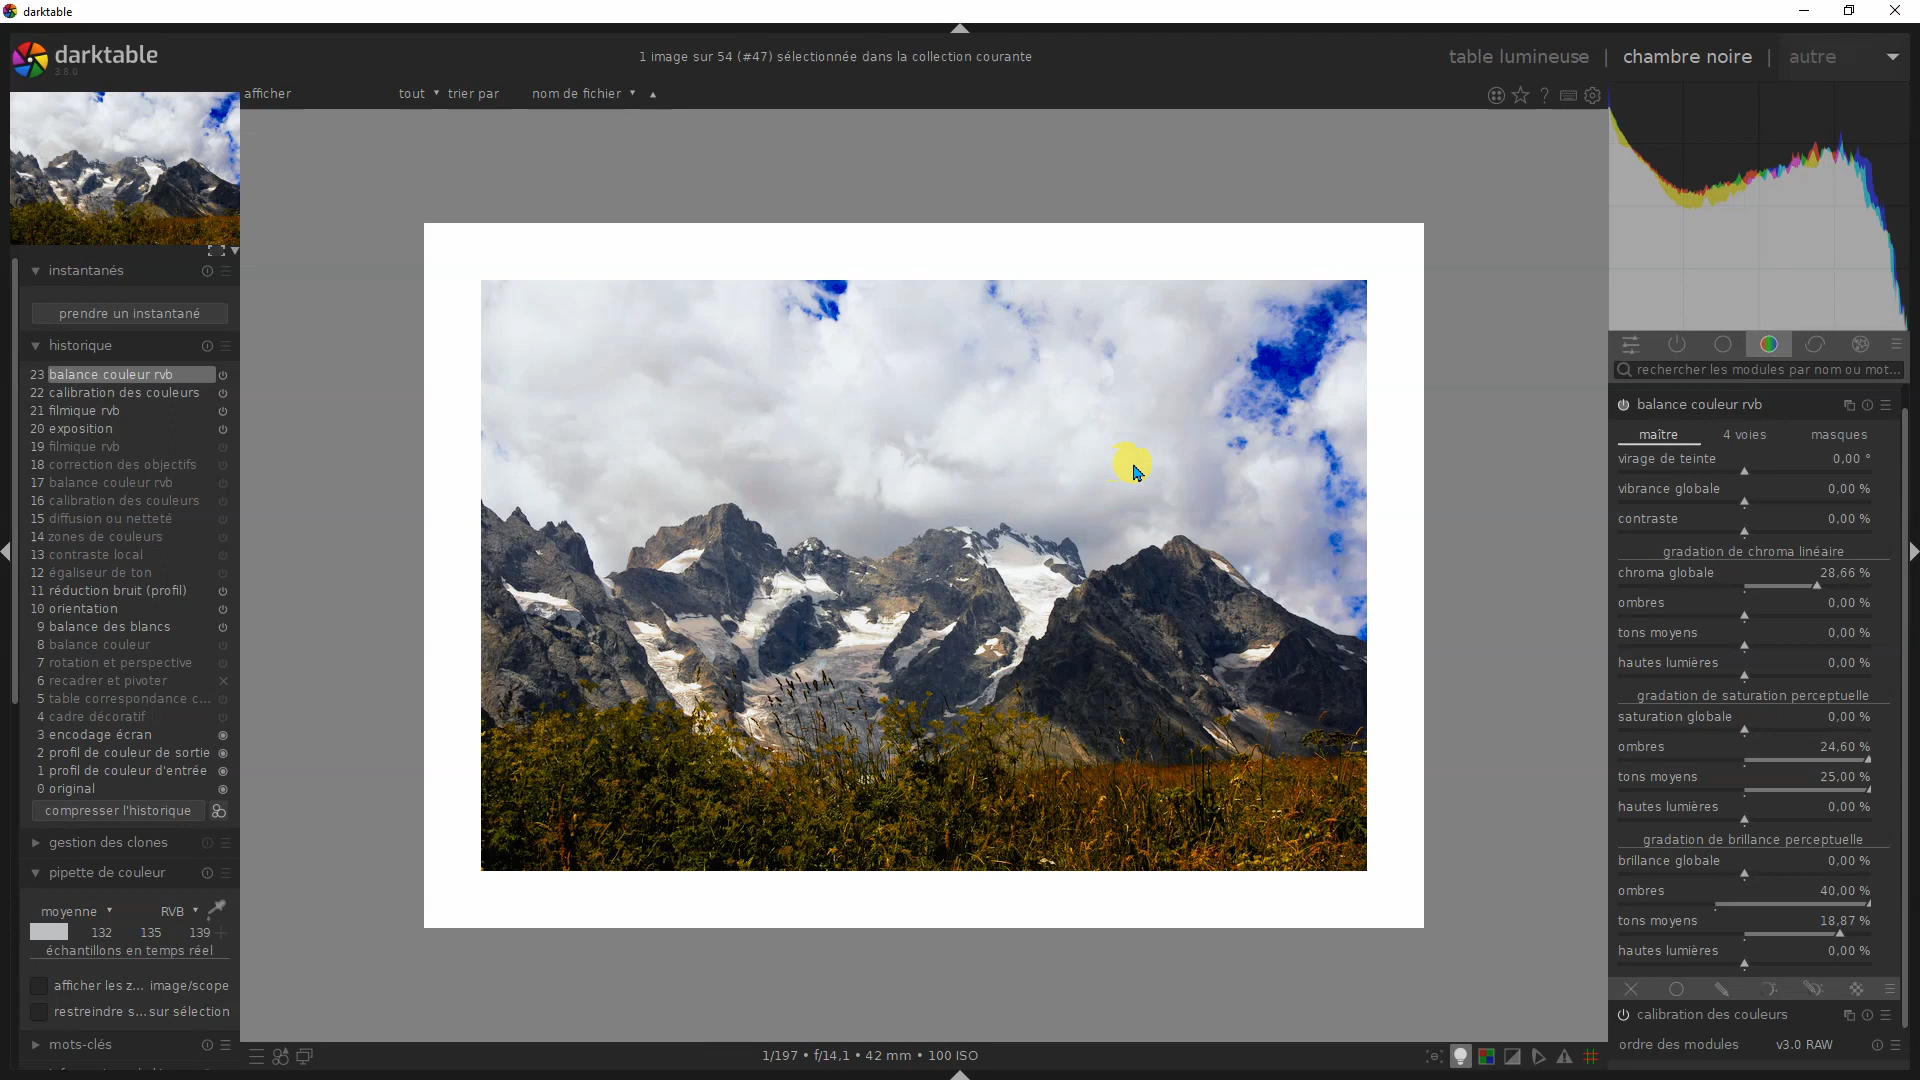 darktable
darktable
3.8.0
1 image sur 54 (#47) sélectionnée dans la collection courante
table lumineuse | chambre noire | autre
afficher tout trier par nom de fichier
instantanés
prendre un instantané
historique
23 balance couleur rvb
22 calibration des couleurs
21 filmique rvb
20 exposition
19 filmique rvb
18 correction des objectifs
17 balance couleur rvb
16 calibration des couleurs
15 diffusion ou netteté
14 zones de couleurs
13 contraste local
12 égaliseur de ton
11 réduction bruit (profil)
10 orientation
9 balance des blancs
8 balance couleur
7 rotation et perspective
6 recadrer et pivoter
5 table correspondance c...
4 cadre décoratif
3 encodage écran
2 profil de couleur de sortie
1 profil de couleur d'entrée
0 original
compresser l'historique
gestion des clones
pipette de couleur
moyenne RVB
132 135 139
échantillons en temps réel
afficher les z... image/scope
restreindre s...sur sélection
mots-clés
1/197 • f/14,1 • 42 mm • 100 ISO
rechercher les modules par nom ou mot...
balance couleur rvb
maître 4 voies masques
virage de teinte 0,00 °
vibrance globale 0,00 %
contraste 0,00 %
gradation de chroma linéaire
chroma globale 28,66 %
ombres 0,00 %
tons moyens 0,00 %
hautes lumières 0,00 %
gradation de saturation perceptuelle
saturation globale 0,00 %
ombres 24,60 %
tons moyens 25,00 %
hautes lumières 0,00 %
gradation de brillance perceptuelle
brillance globale 0,00 %
ombres 40,00 %
tons moyens 18,87 %
hautes lumières 0,00 %
calibration des couleurs
ordre des modules v3.0 RAW